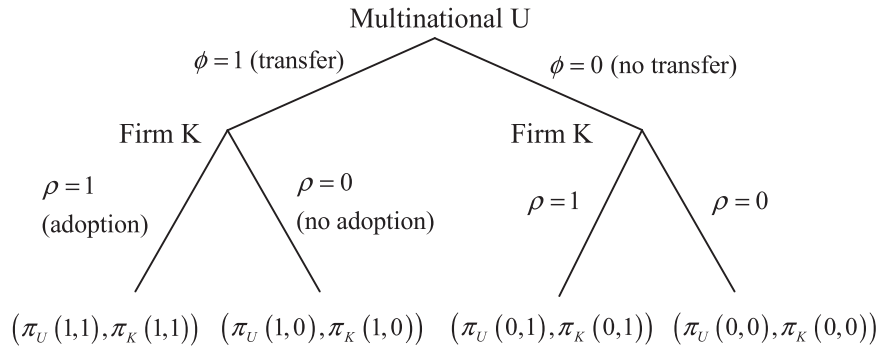 Multinational U
ϕ = 1 (transfer)
ϕ = 0 (no transfer)
Firm K
Firm K
ρ = 1
(adoption)
ρ = 0
(no adoption)
ρ = 1
ρ = 0
(π_U (1,1), π_K (1,1)) (π_U (1,0), π_K (1,0)) (π_U (0,1), π_K (0,1)) (π_U (0,0), π_K (0,0))